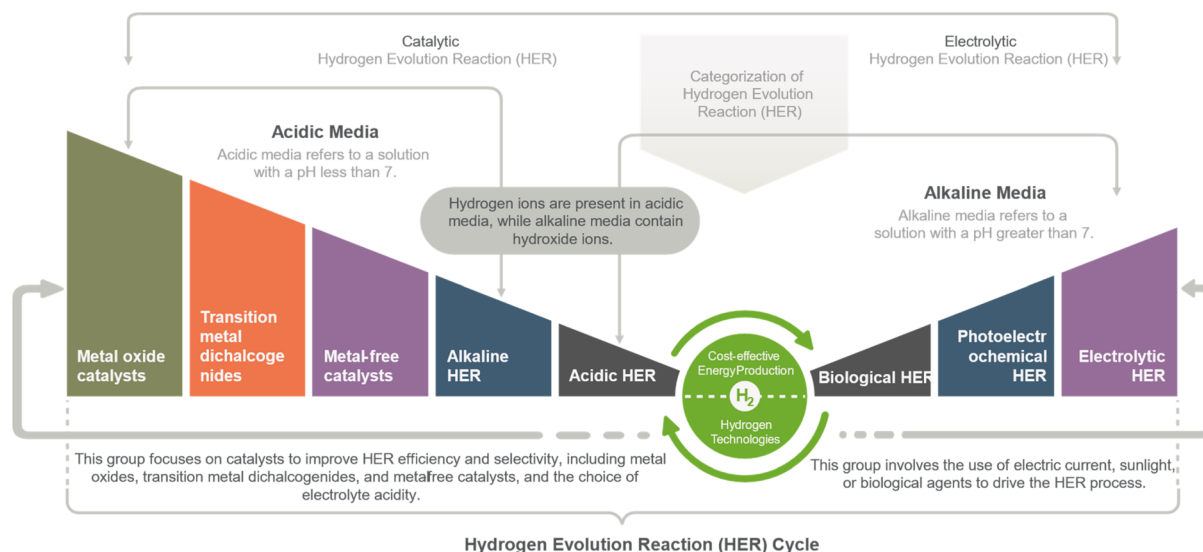 Catalytic
Hydrogen Evolution Reaction (HER)
Electrolytic
Hydrogen Evolution Reaction (HER)
Categorization of
Hydrogen Evolution
Reaction (HER)
Acidic Media
Acidic media refers to a solution
with a pH less than 7.
Hydrogen ions are present in acidic
media, while alkaline media contain
hydroxide ions.
Alkaline Media
Alkaline media refers to a
solution with a pH greater than 7.
Metal oxide
catalysts
Transition
metal
dichalcoge
nides
Metal-free
catalysts
Alkaline
HER
Acidic HER
Cost-effective
EnergyProduction
H2
Hydrogen
Technologies
Biological HER
Photoelectr
ochemical
HER
Electrolytic
HER
This group focuses on catalysts to improve HER efficiency and selectivity, including metal
oxides, transition metal dichalcogenides, and metalfree catalysts, and the choice of
electrolyte acidity.
This group involves the use of electric current, sunlight,
or biological agents to drive the HER process.
Hydrogen Evolution Reaction (HER) Cycle